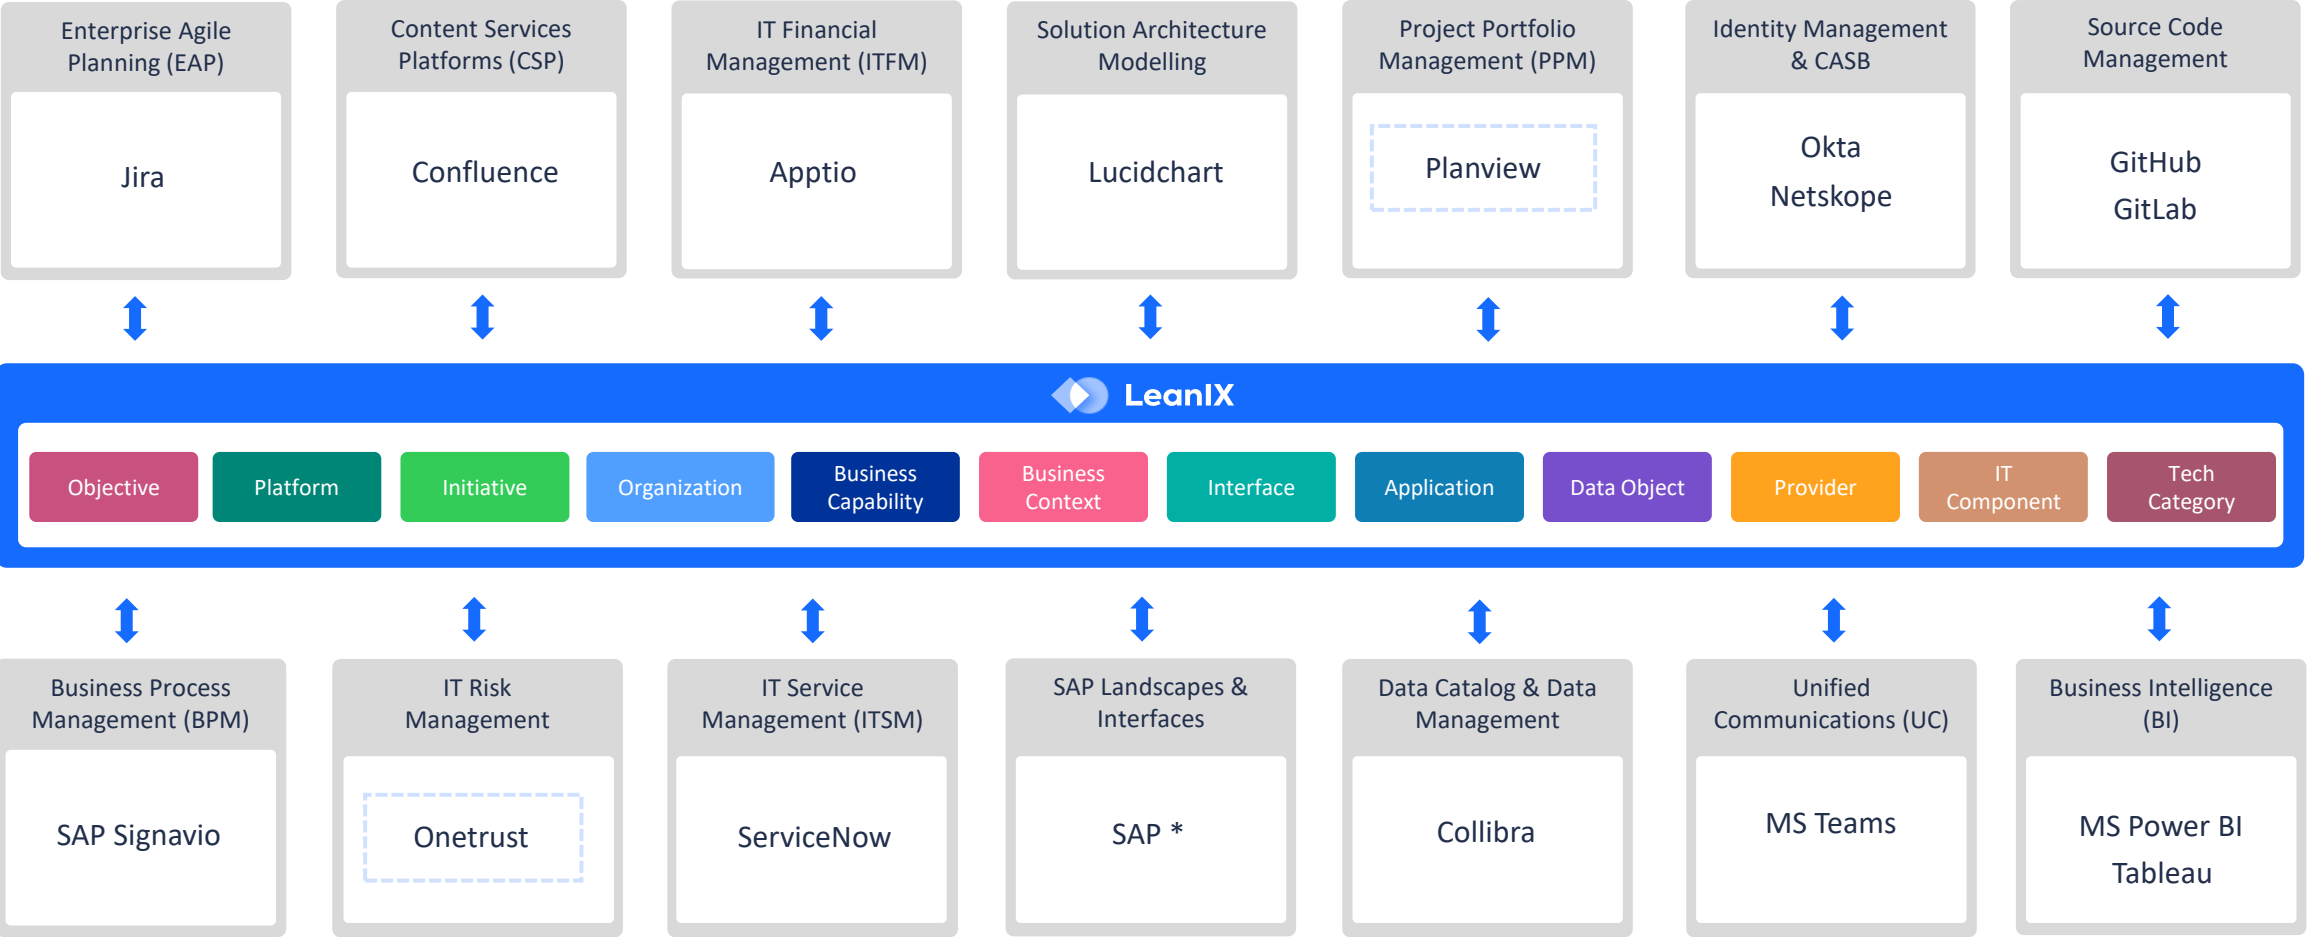 Enterprise Agile
Planning (EAP)
Jira
Content Services
Platforms (CSP)
Confluence
IT Financial
Management (ITFM)
Apptio
Solution Architecture
Modelling
Lucidchart
Project Portfolio
Management (PPM)
Planview
Identity Management
& CASB
Okta
Netskope
Source Code
Management
GitHub
GitLab
LeanIX
Objective
Platform
Initiative
Organization
Business
Capability
Business
Context
Interface
Application
Data Object
Provider
IT
Component
Tech
Category
Business Process
Management (BPM)
SAP Signavio
IT Risk
Management
Onetrust
IT Service
Management (ITSM)
ServiceNow
SAP Landscapes &
Interfaces
SAP *
Data Catalog & Data
Management
Collibra
Unified
Communications (UC)
MS Teams
Business Intelligence
(BI)
MS Power BI
Tableau